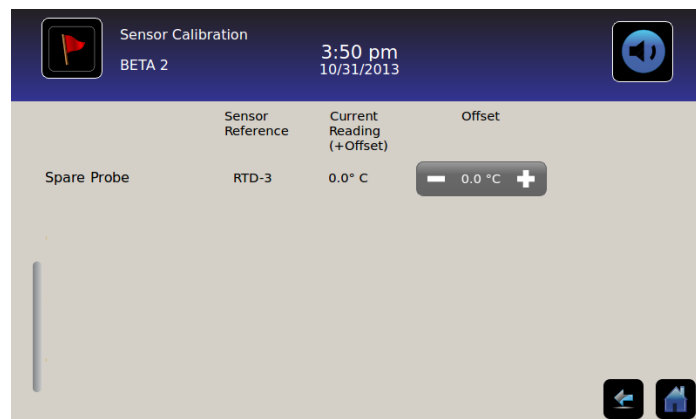 Sensor Calibration
BETA 2
3:50 pm
10/31/2013
Sensor Reference
Current Reading (+Offset)
Offset
Spare Probe RTD-3 0.0° C 0.0 °C